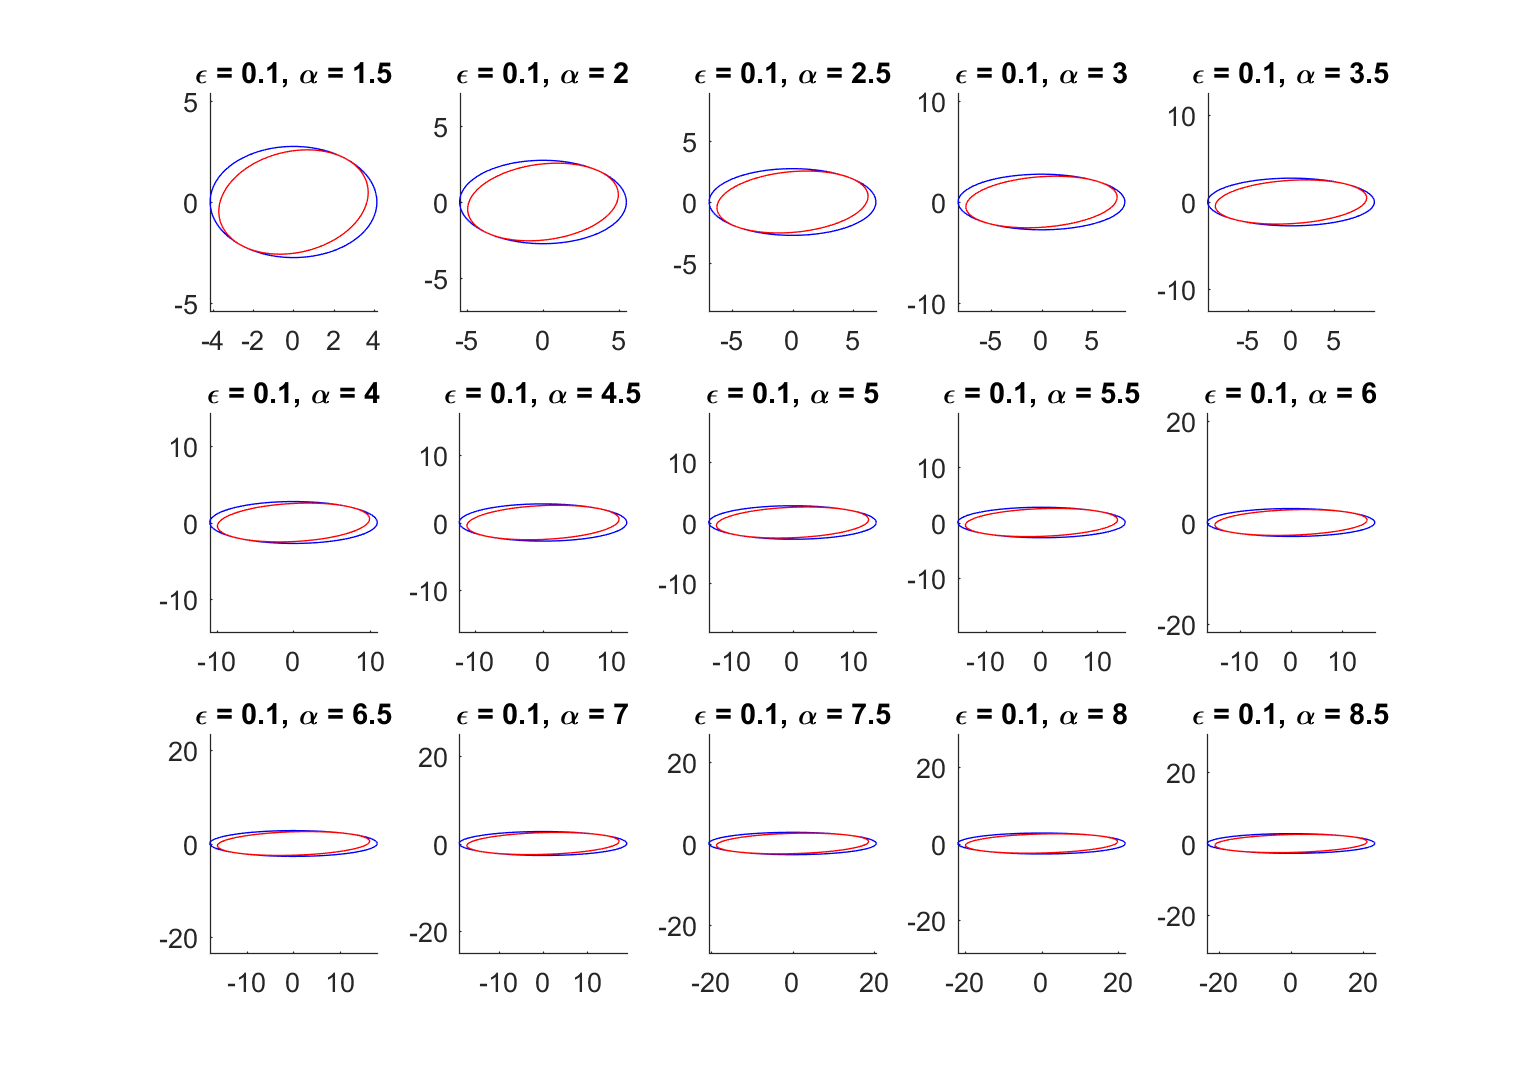 ϵ = 0.1, α = 1.5
ϵ = 0.1, α = 2
ϵ = 0.1, α = 2.5
ϵ = 0.1, α = 3
ϵ = 0.1, α = 3.5
5
0
-5
-4 -2 0 2 4
5
0
-5
-5 0 5
5
0
-5
-5 0 5
10
0
-10
-5 0 5
10
0
-10
-5 0 5
ϵ = 0.1, α = 4
ϵ = 0.1, α = 4.5
ϵ = 0.1, α = 5
ϵ = 0.1, α = 5.5
ϵ = 0.1, α = 6
10
0
-10
-10 0 10
10
0
-10
-10 0 10
10
0
-10
-10 0 10
10
0
-10
-10 0 10
20
0
-20
-10 0 10
ϵ = 0.1, α = 6.5
ϵ = 0.1, α = 7
ϵ = 0.1, α = 7.5
ϵ = 0.1, α = 8
ϵ = 0.1, α = 8.5
20
0
-20
-10 0 10
20
0
-20
-10 0 10
20
0
-20
-20 0 20
20
0
-20
-20 0 20
20
0
-20
-20 0 20